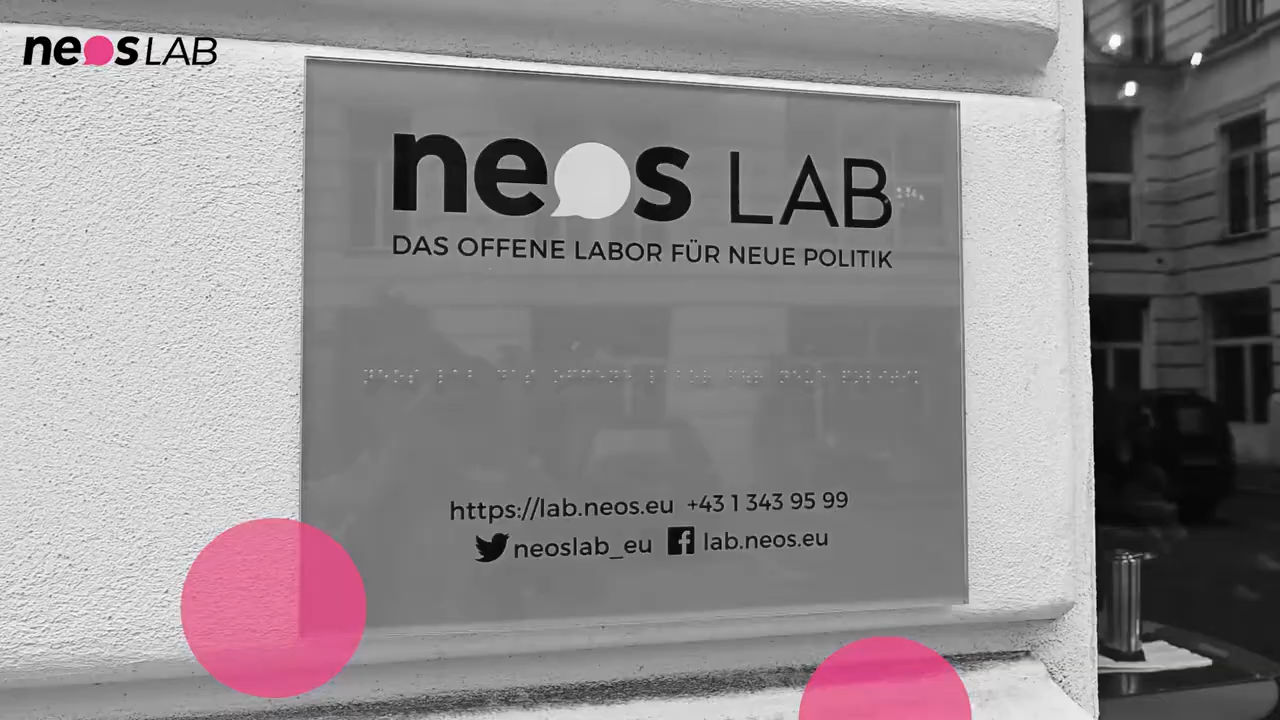 neos LAB
neos LAB
DAS OFFENE LABOR FÜR NEUE POLITIK
https://lab.neos.eu +43 1 343 95 99
neoslab_eu lab.neos.eu